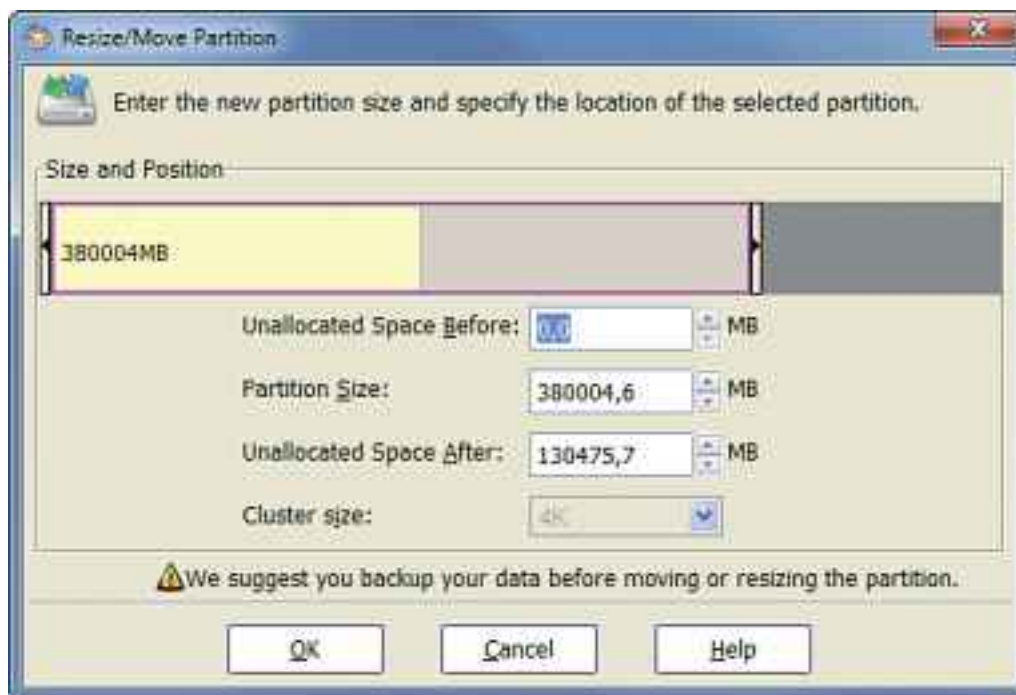 Resize/Move Partition
Enter the new partition size and specify the location of the selected partition.
Size and Position
380004MB
Unallocated Space Before: 0,0 MB
Partition Size: 380004,6 MB
Unallocated Space After: 130475,7 MB
Cluster size: 4K
We suggest you backup your data before moving or resizing the partition.
OK Cancel Help